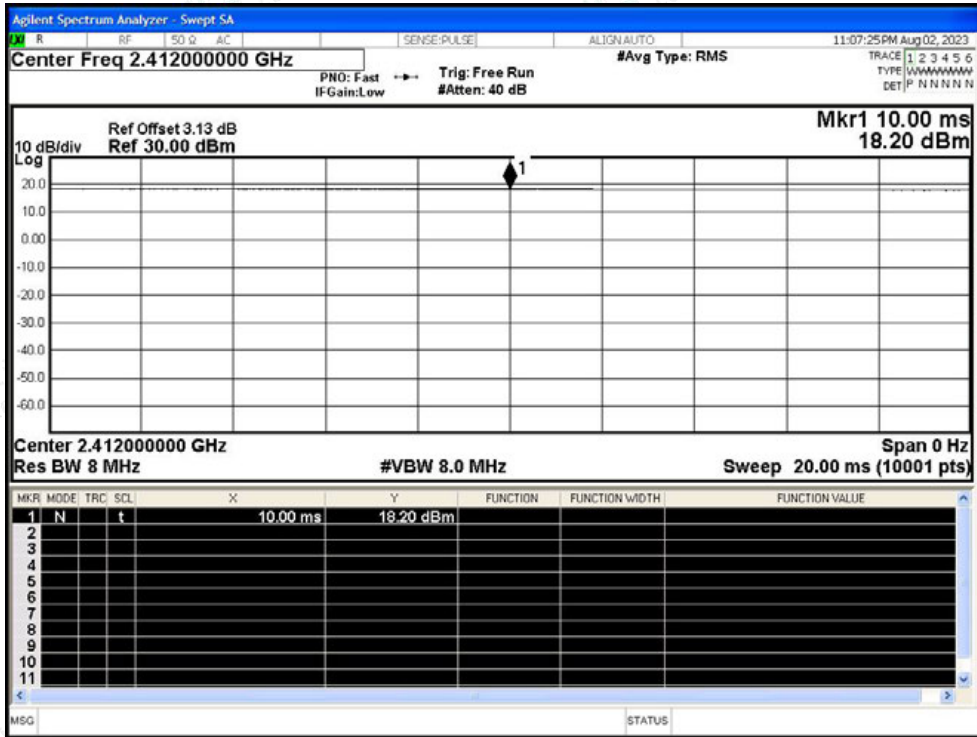 Agilent Spectrum Analyzer - Swept SA
LXI R RF 50 Ω AC SENSE:PULSE ALIGN AUTO 11:07:25 PM Aug 02, 2023
Center Freq 2.412000000 GHz
PNO: Fast
IFGain:Low
Trig: Free Run
#Atten: 40 dB
#Avg Type: RMS
TRACE 1 2 3 4 5 6
TYPE WWWWWW
DET P N N N N N
Mkr1 10.00 ms
18.20 dBm
Ref Offset 3.13 dB
10 dB/div Ref 30.00 dBm
Log
1
20.0
10.0
0.00
-10.0
-20.0
-30.0
-40.0
-50.0
-60.0
Center 2.412000000 GHz Span 0 Hz
Res BW 8 MHz #VBW 8.0 MHz Sweep 20.00 ms (10001 pts)
MKR MODE TRC SCL X Y FUNCTION FUNCTION WIDTH FUNCTION VALUE
1 N t 10.00 ms 18.20 dBm
2
3
4
5
6
7
8
9
10
11
MSG STATUS